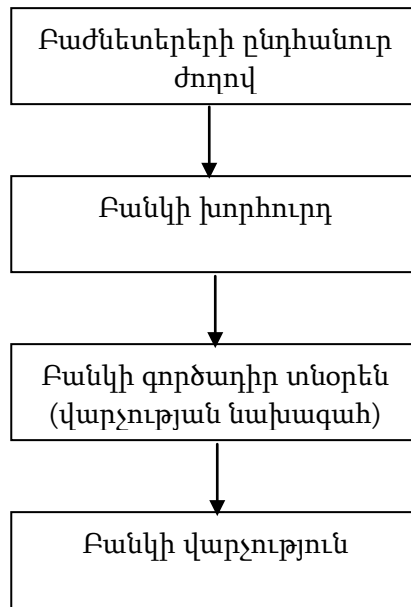 Բաժնետերերի ընդհանուր
ժողով
Բանկի խորհուրդ
Բանկի գործադիր տնօրեն
(վարչության նախագահ)
Բանկի վարչություն